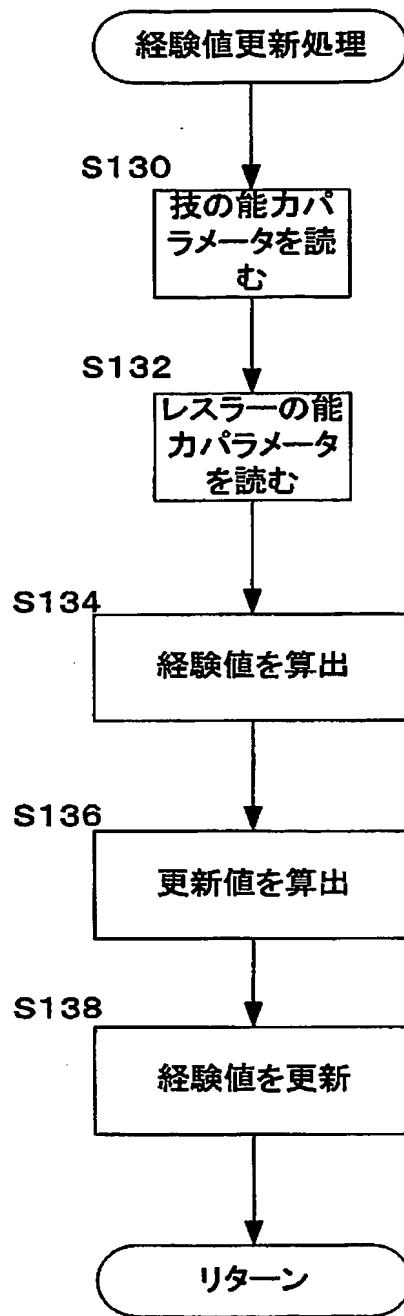 経験値更新処理
S130
技の能力パ
ラメータを読
む
S132
レスラーの能
力パラメータ
を読む
S134
経験値を算出
S136
更新値を算出
S138
経験値を更新
リターン